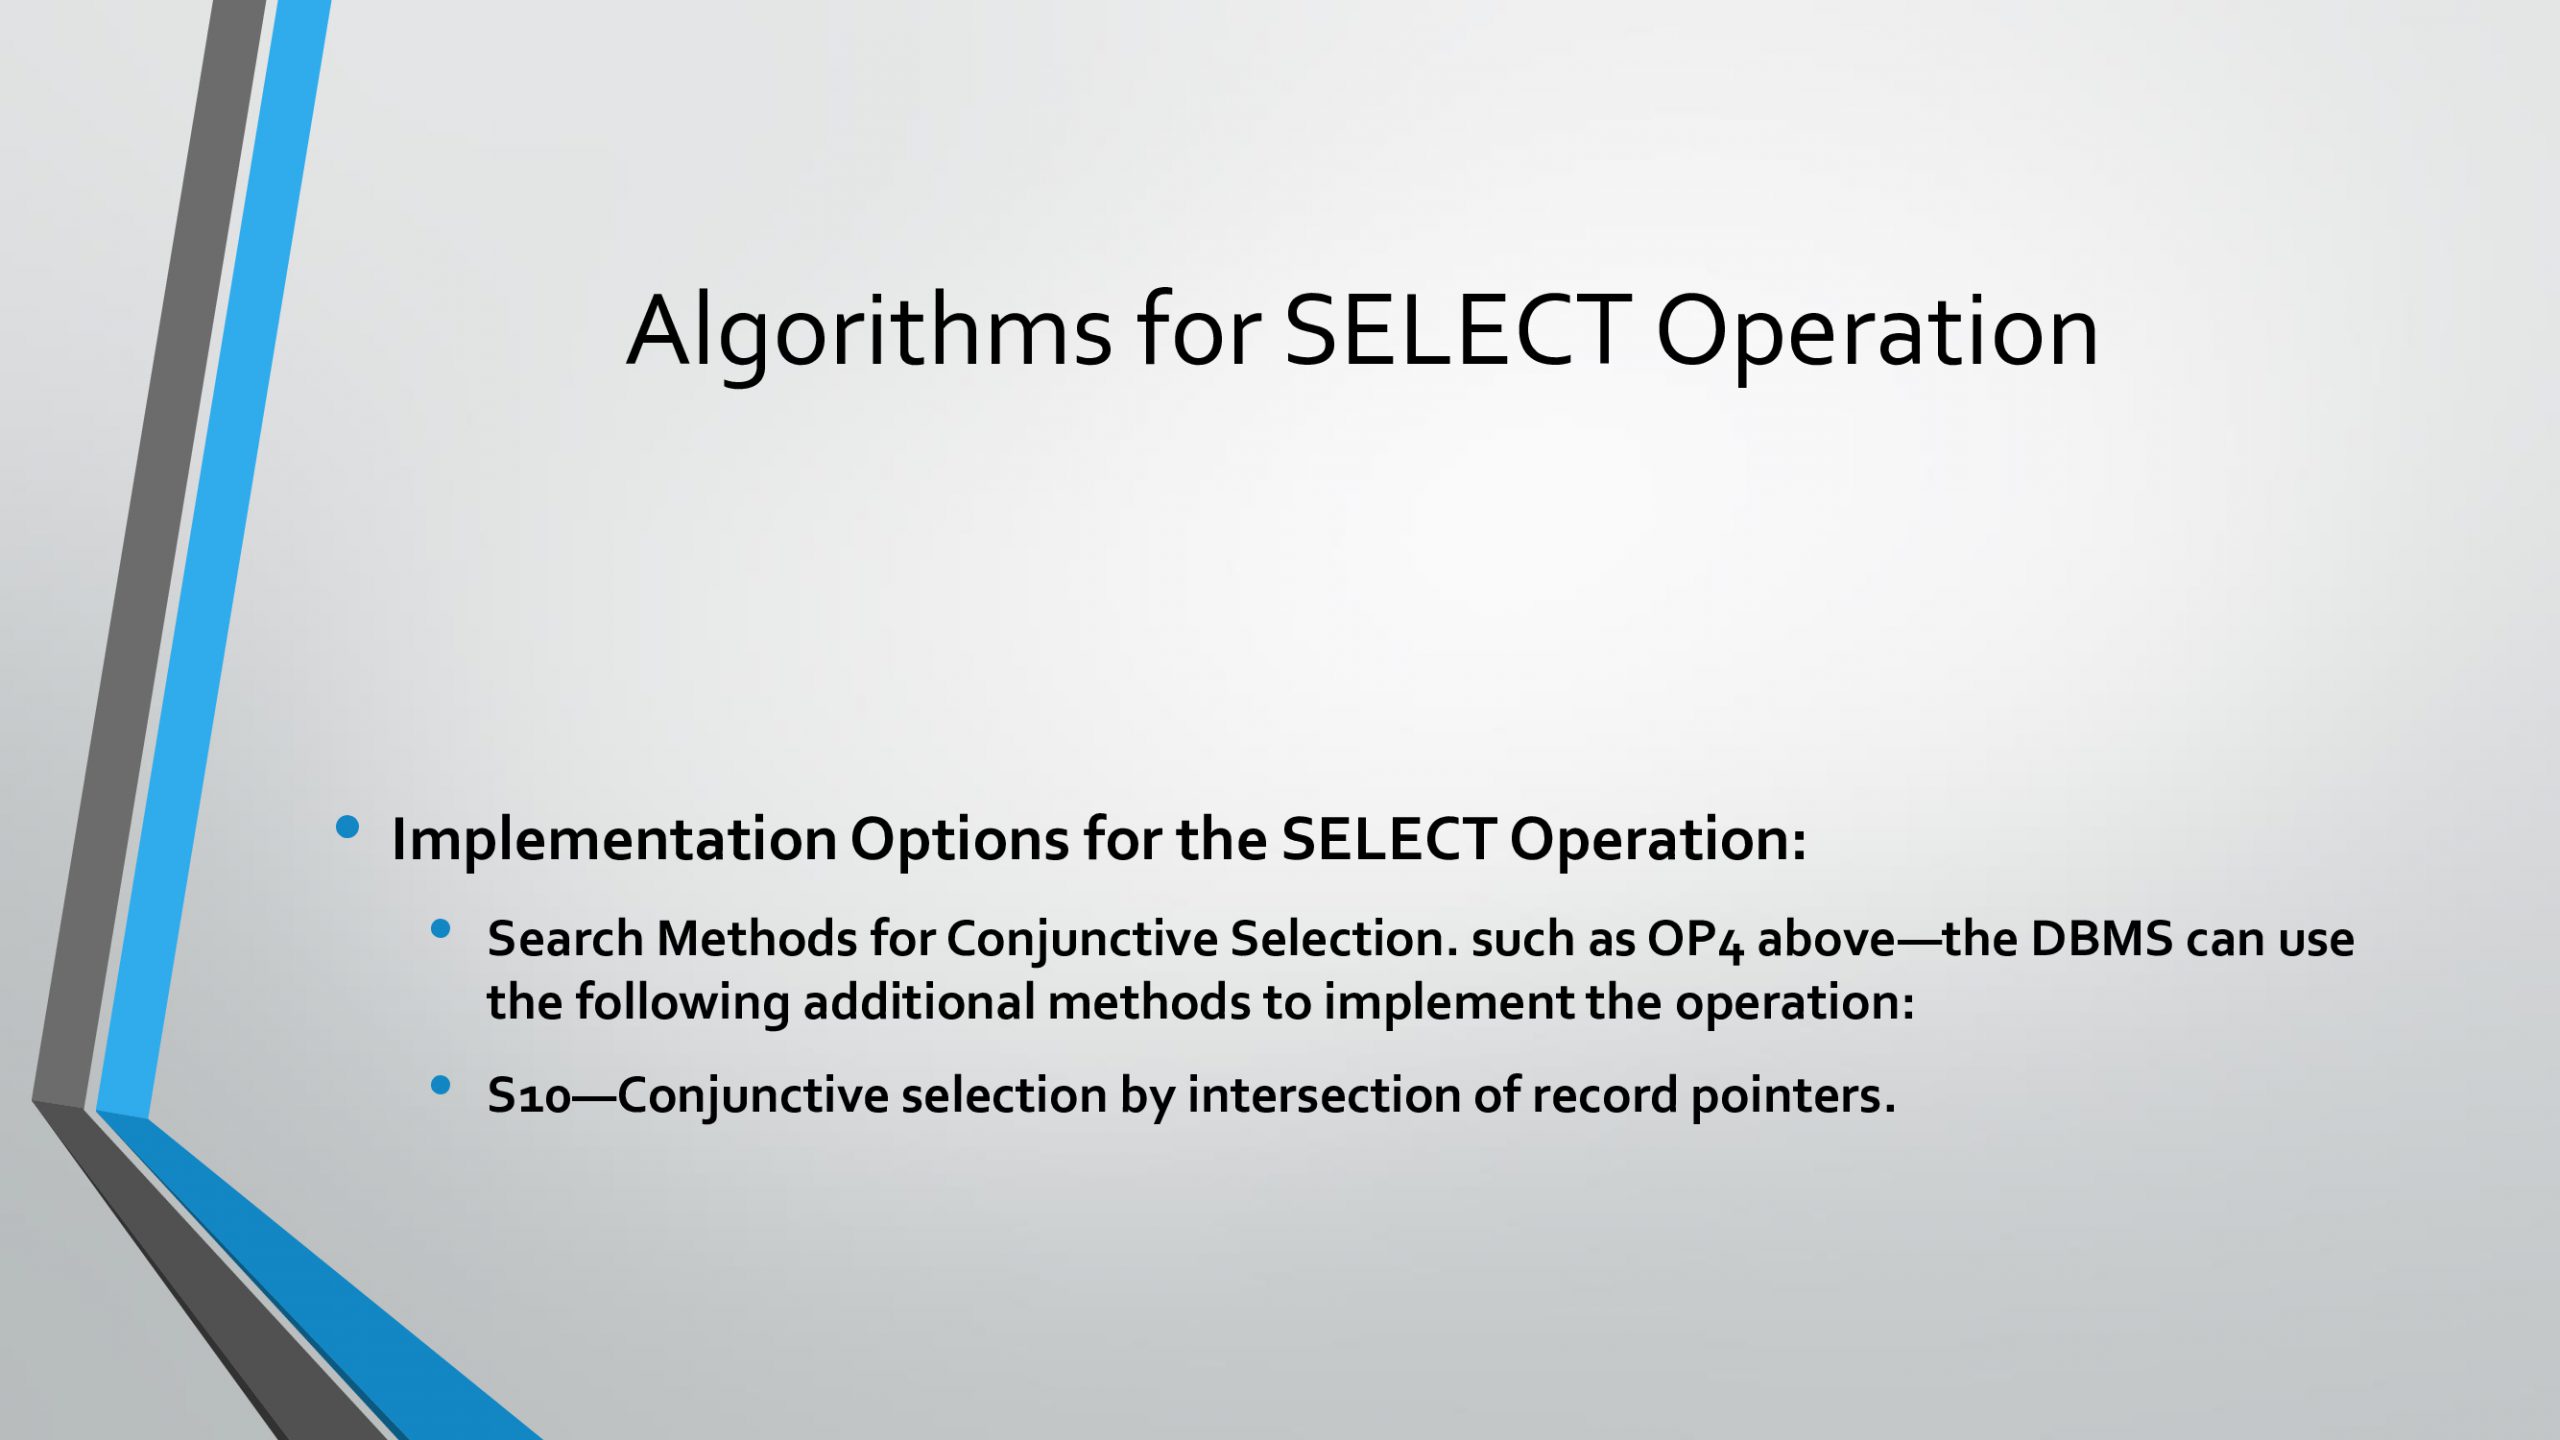 Algorithms for SELECT Operation
• Implementation Options for the SELECT Operation:
• Search Methods for Conjunctive Selection. such as OP4 above—the DBMS can use
the following additional methods to implement the operation:
• S10—Conjunctive selection by intersection of record pointers.